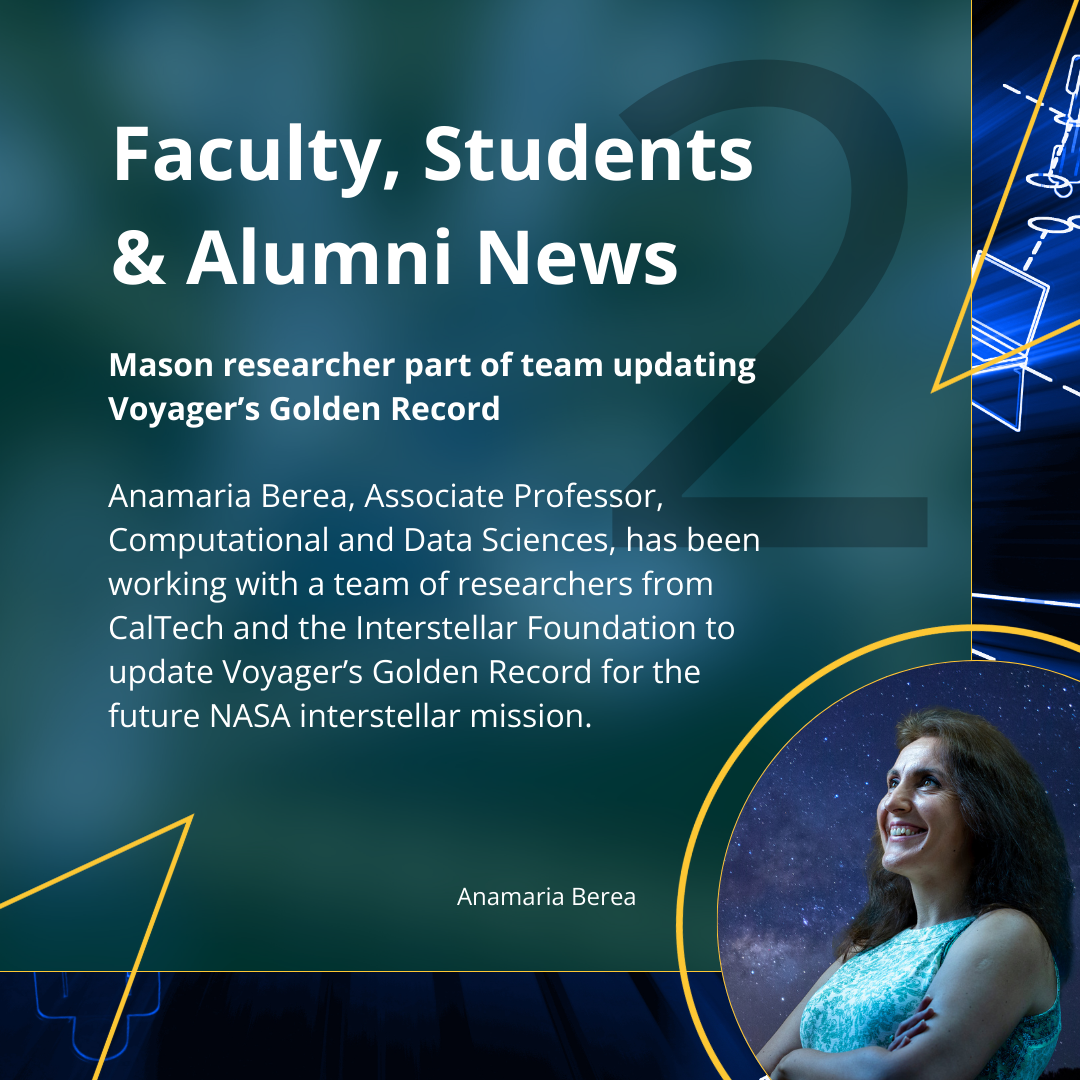 2
Faculty, Students
& Alumni News
Mason researcher part of team updating
Voyager’s Golden Record
Anamaria Berea, Associate Professor,
Computational and Data Sciences, has been
working with a team of researchers from
CalTech and the Interstellar Foundation to
update Voyager’s Golden Record for the
future NASA interstellar mission.
Anamaria Berea